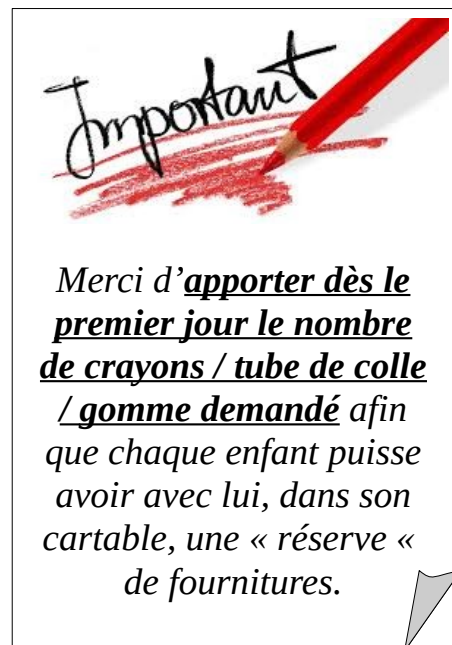 Important
Merci d’apporter dès le
premier jour le nombre
de crayons / tube de colle
/ gomme demandé afin
que chaque enfant puisse
avoir avec lui, dans son
cartable, une « réserve «
de fournitures.